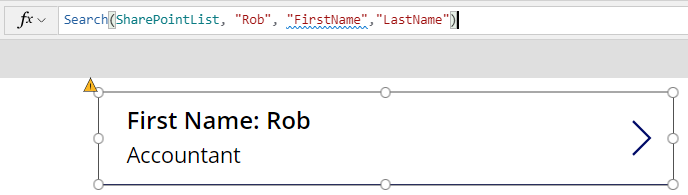 fx Search(SharePointList, "Rob", "FirstName","LastName")
First Name: Rob
Accountant